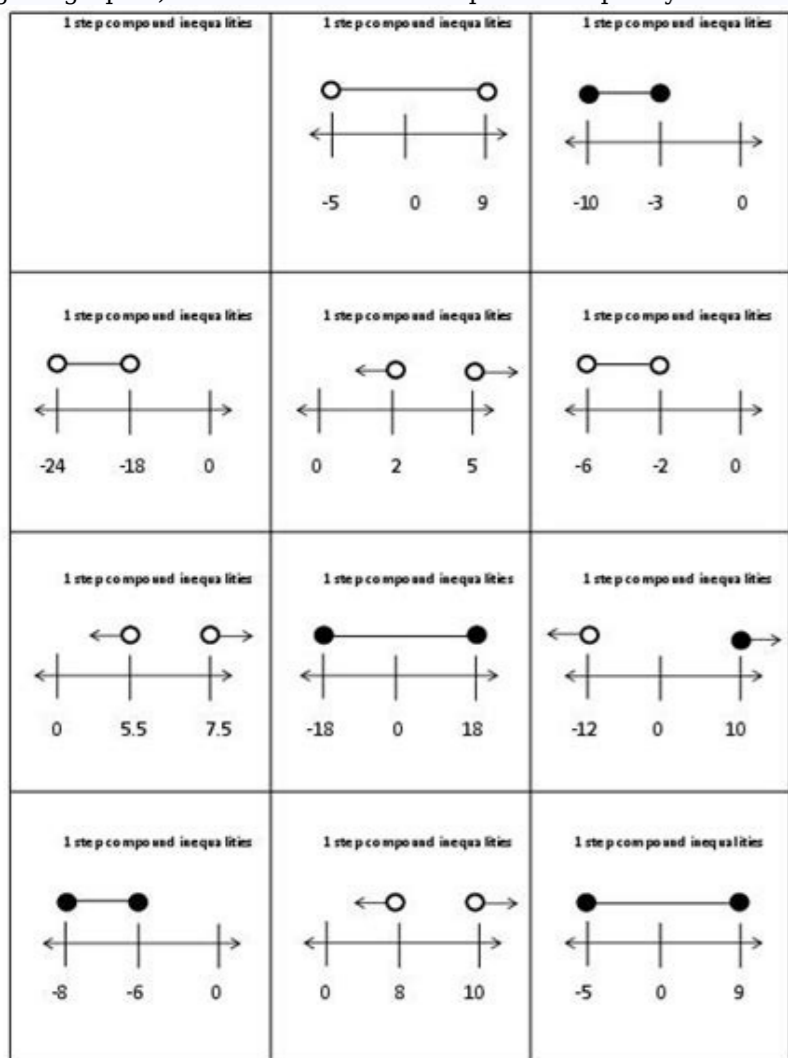 1 step compound inequalities
1 step compound inequalities
1 step compound inequalities
-5 0 9
-10 -3 0
1 step compound inequalities
1 step compound inequalities
1 step compound inequalities
-24 -18 0
0 2 5
-6 -2 0
1 step compound inequalities
1 step compound inequalities
1 step compound inequalities
0 5.5 7.5
-18 0 18
-12 0 10
1 step compound inequalities
1 step compound inequalities
1 step compound inequalities
-8 -6 0
0 8 10
-5 0 9